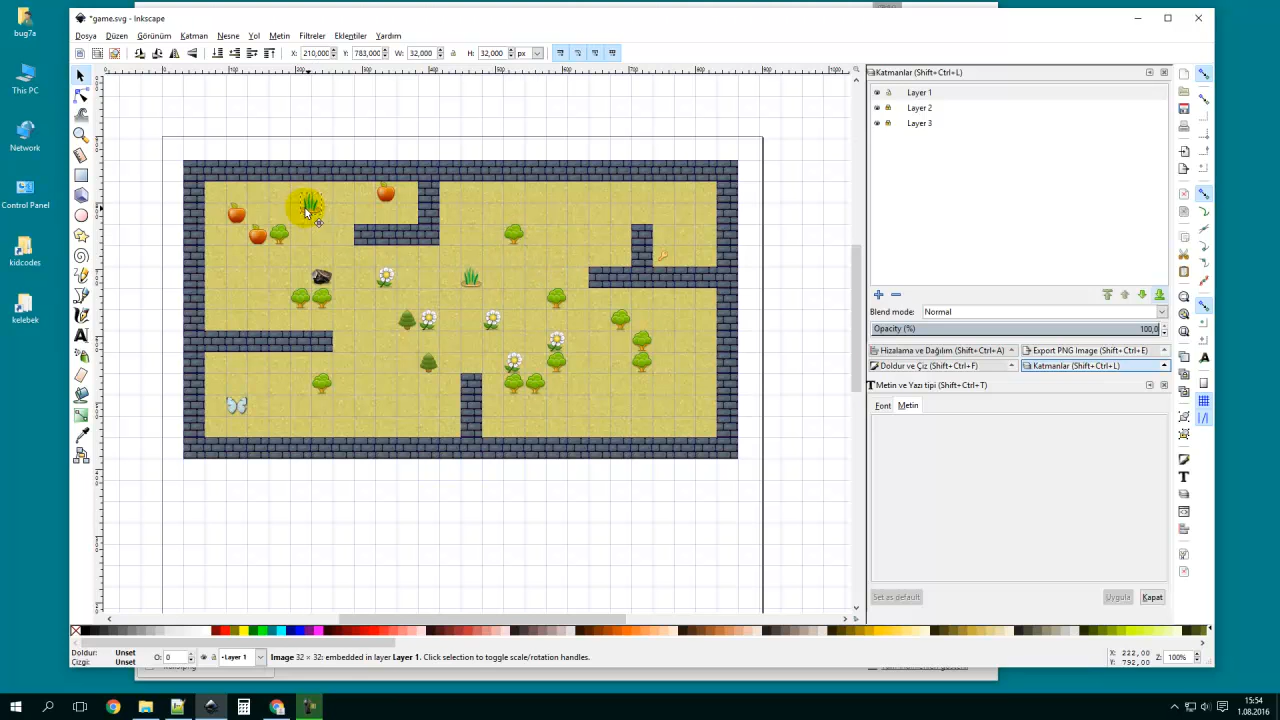 bug7a
This PC
Network
Control Panel
kidcodes
kelebek
*game.svg - Inkscape
Dosya Düzen Görünüm Katman Nesne Yol Metin Filtreler Eklentiler Yardım
X: 210,000 Y: 783,000 W: 32,000 H: 32,000 px
Katmanlar (Shift+Ctrl+L)
Layer 1
Layer 2
Layer 3
Blend mode: Normal
Opacity (%) 100,0
Hizalama ve Dağılım (Shift+Ctrl+A) Export PNG Image (Shift+Ctrl+E)
Doldur ve Çiz (Shift+Ctrl+F) Katmanlar (Shift+Ctrl+L)
Metin ve Yazı tipi (Shift+Ctrl+T)
Font Metin
Set as default Uygula Kapat
Doldur: Unset
Çizgi: Unset
O: 0
•Layer 1
Image 32 × 32: embedded in layer Layer 1. Click selection to toggle scale/rotation handles.
X: 222,00
Y: 792,00
Z: 100%
15:54
1.08.2016